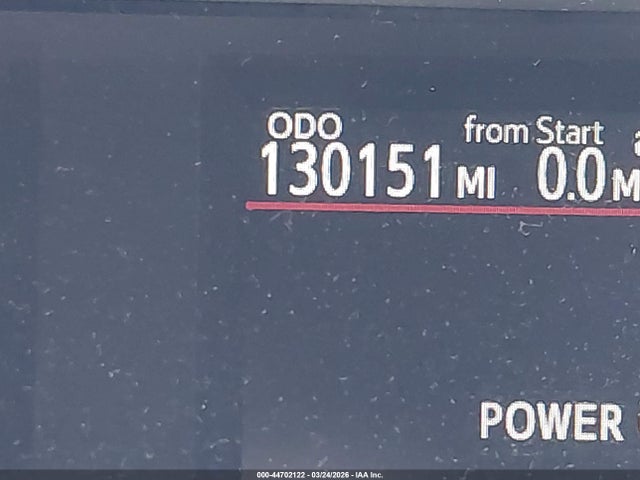 ODO from Start
130151 MI 0.0 M
POWER
000-44702122 - 03/24/2026 - IAA Inc.